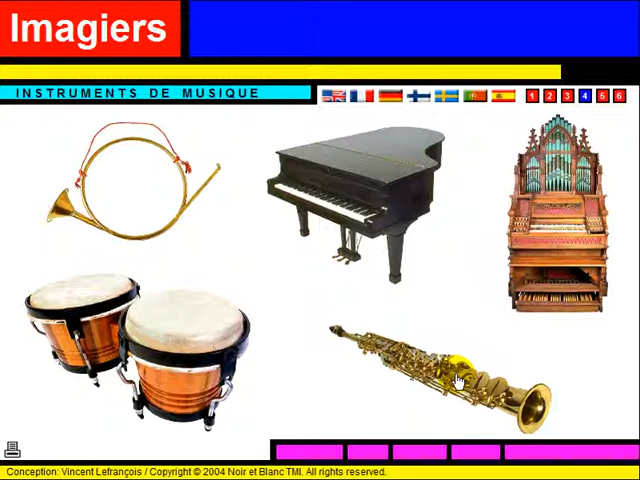 Imagiers
INSTRUMENTS DE MUSIQUE
1 2 3 4 5 6
Conception: Vincent Lefrançois / Copyright © 2004 Noir et Blanc TMI. All rights reserved.